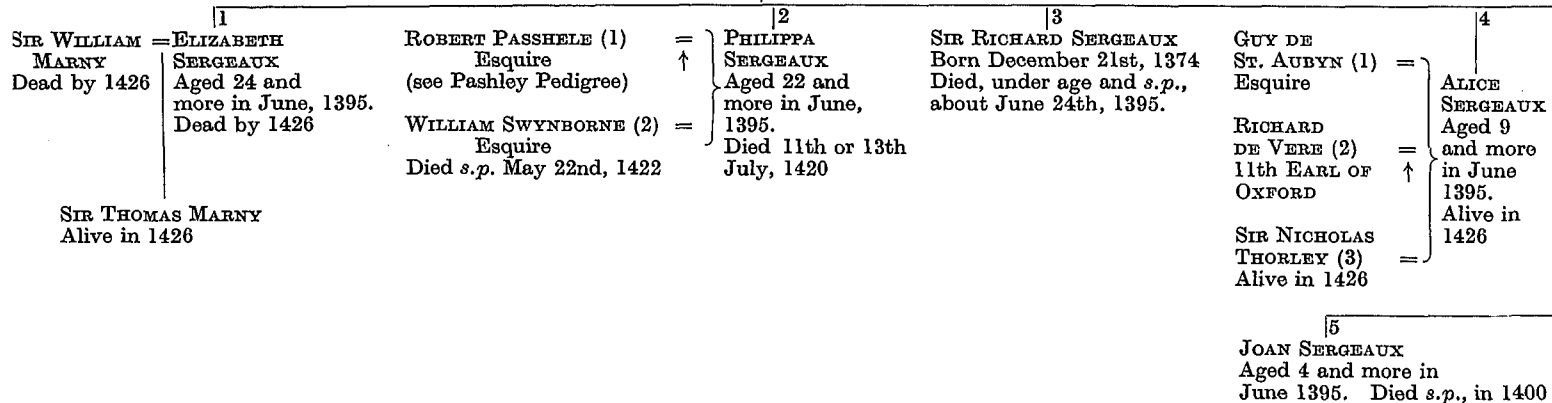 1
SIR WILLIAM
MARNY
Dead by 1426
=
ELIZABETH
SERGEAUX
Aged 24 and
more in June, 1395.
Dead by 1426
SIR THOMAS MARNY
Alive in 1426
2
ROBERT PASSHELE (1) =
Esquire ↑
(see Pashley Pedigree)
WILLIAM SWYNBORNE (2) =
Esquire
Died s.p. May 22nd, 1422
PHILIPPA
SERGEAUX
Aged 22 and
more in June,
1395.
Died 11th or 13th
July, 1420
3
SIR RICHARD SERGEAUX
Born December 21st, 1374
Died, under age and s.p.,
about June 24th, 1395.
4
GUY DE
ST. AUBYN (1) =
Esquire
RICHARD
DE VERE (2) =
11th EARL OF ↑
OXFORD
SIR NICHOLAS
THORLEY (3) =
Alive in 1426
ALICE
SERGEAUX
Aged 9
and more
in June
1395.
Alive in
1426
5
JOAN SERGEAUX
Aged 4 and more in
June 1395. Died s.p., in 1400